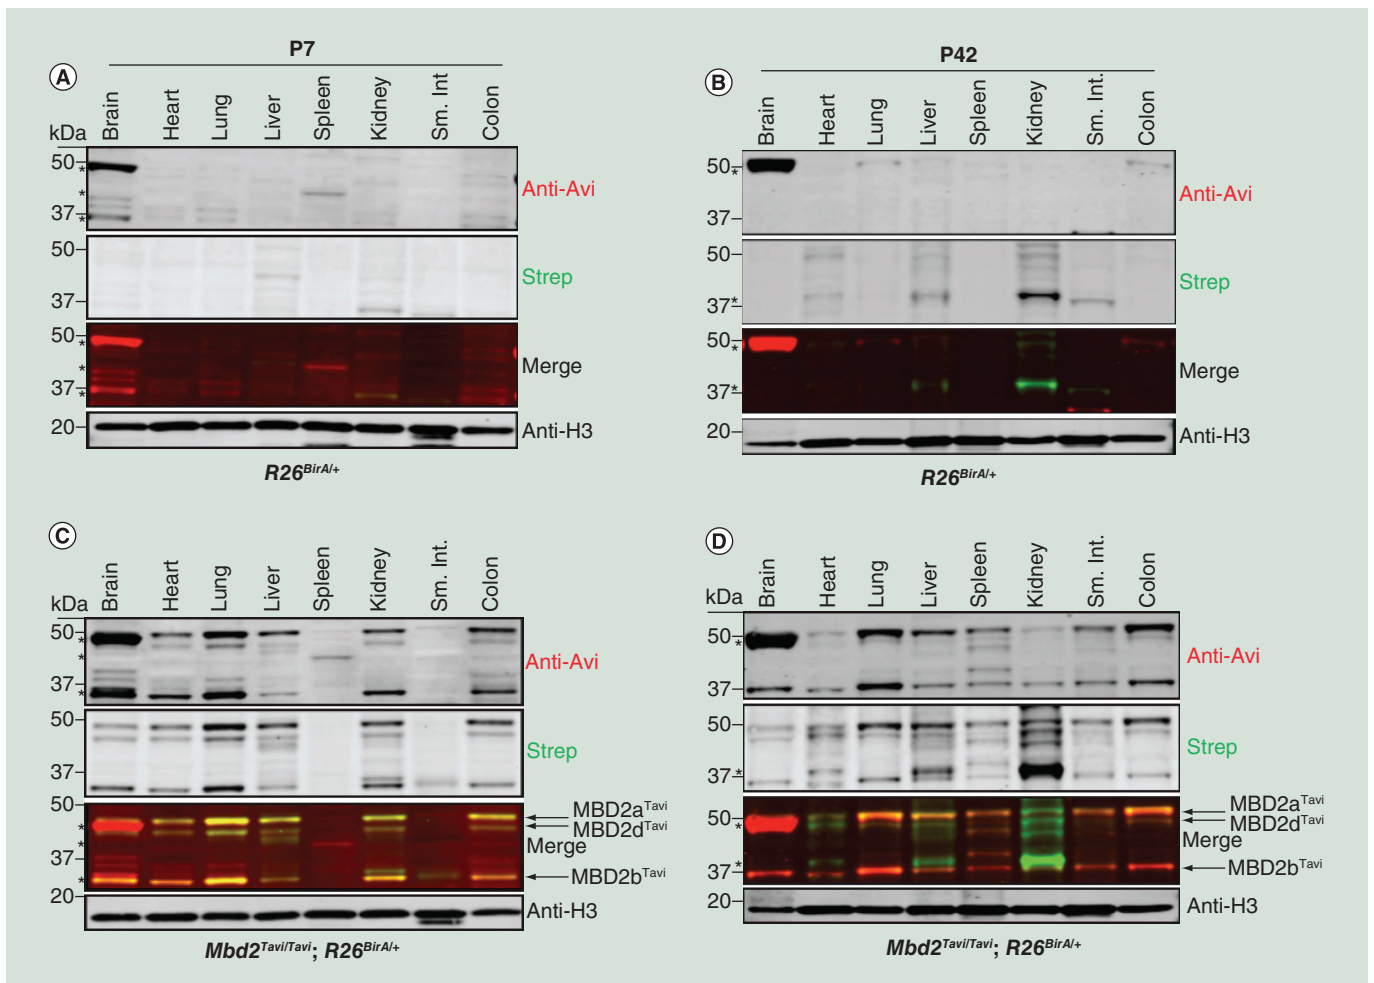 P7
A
Brain Heart Lung Liver Spleen Kidney Sm. Int Colon
kDa
50
*
*
37
*
Anti-Avi
50
37
Strep
50
*
*
37
*
Merge
20
Anti-H3
R26BirA/+
P42
B
Brain Heart Lung Liver Spleen Kidney Sm. Int. Colon
kDa
50
*
37
Anti-Avi
50
37
*
Strep
50
*
37
*
Merge
20
Anti-H3
R26BirA/+
C
Brain Heart Lung Liver Spleen Kidney Sm. Int. Colon
kDa
50
*
*
37
*
Anti-Avi
50
37
Strep
50
*
*
37
*
MBD2aTavi
MBD2dTavi
Merge
MBD2bTavi
20
Anti-H3
Mbd2Tavi/Tavi; R26BirA/+
D
Brain Heart Lung Liver Spleen Kidney Sm. Int. Colon
kDa
50
*
37
Anti-Avi
50
37
*
Strep
50
*
37
*
MBD2aTavi
MBD2dTavi
Merge
MBD2bTavi
20
Anti-H3
Mbd2Tavi/Tavi; R26BirA/+